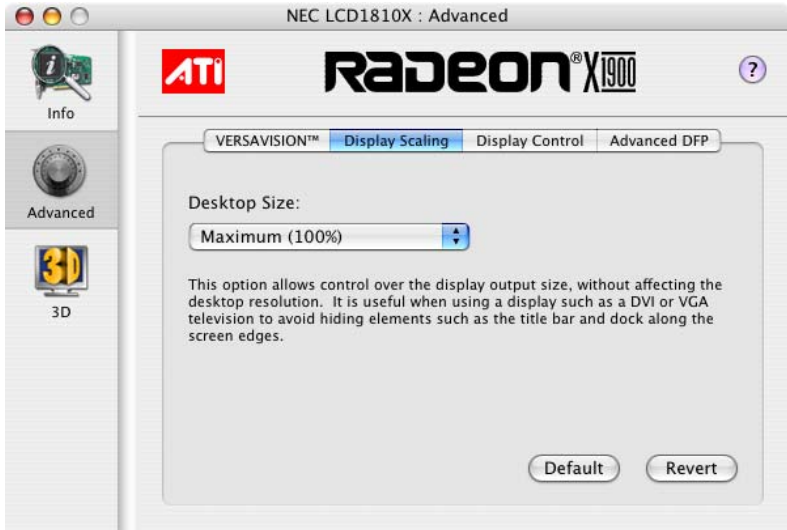 NEC LCD1810X : Advanced
Info
Advanced
3D
3D
ATI
RADEON® X1900
?
VERSAVISION™ Display Scaling Display Control Advanced DFP
Desktop Size:
Maximum (100%)
This option allows control over the display output size, without affecting the
desktop resolution. It is useful when using a display such as a DVI or VGA
television to avoid hiding elements such as the title bar and dock along the
screen edges.
Default Revert